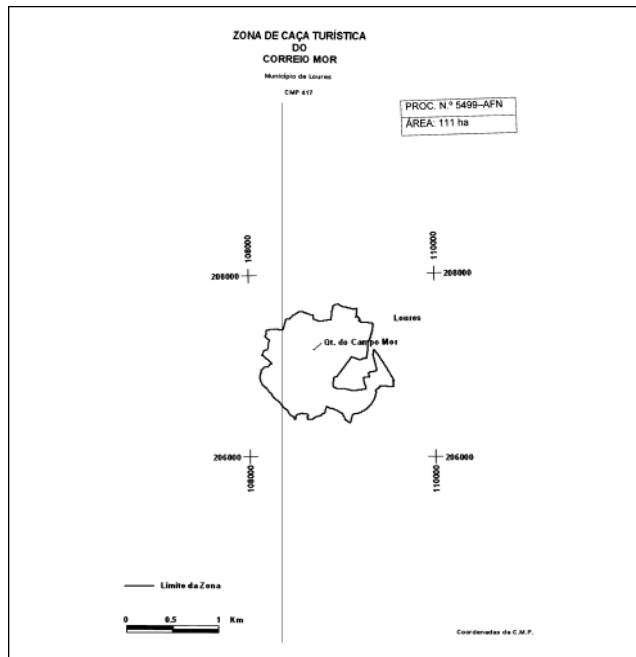 ZONA DE CAÇA TURÍSTICA
DO
CORREIO MOR
Município de Loures
CMP 417
PROC. N.º 5499–AFN
ÁREA: 111 ha
108000
110000
208000
208000
Loures
Qt. do Campo Mor
206000
206000
108000
110000
Limite da Zona
0 0.5 1 Km
Coordenadas da C.M.P.